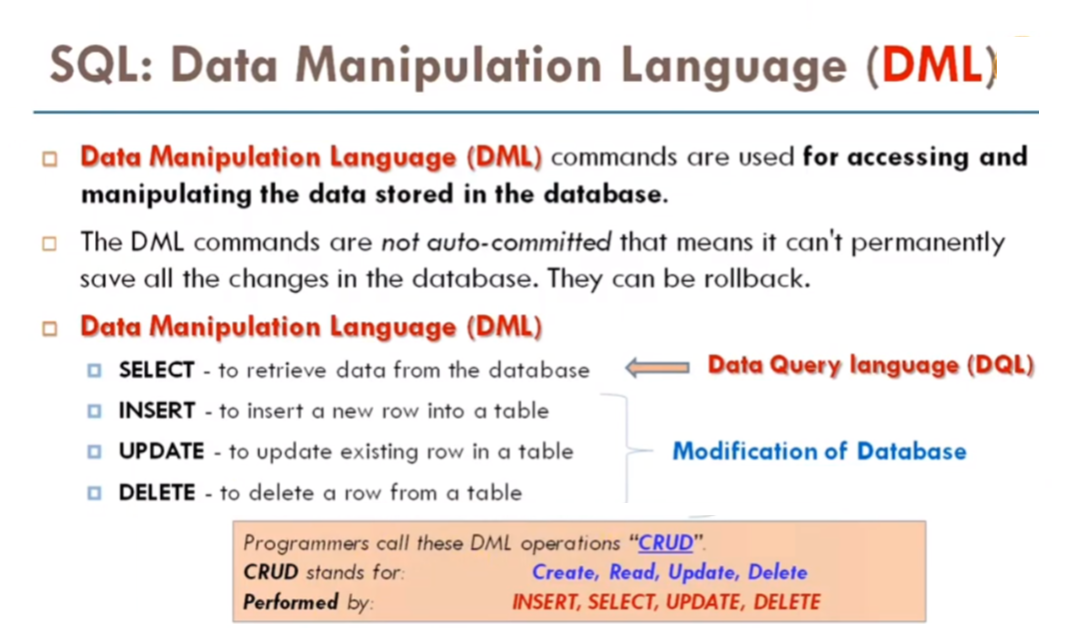 SQL: Data Manipulation Language (DML)
Data Manipulation Language (DML) commands are used for accessing and
manipulating the data stored in the database.
The DML commands are not auto-committed that means it can't permanently
save all the changes in the database. They can be rollback.
Data Manipulation Language (DML)
SELECT - to retrieve data from the database
Data Query language (DQL)
INSERT - to insert a new row into a table
UPDATE - to update existing row in a table
Modification of Database
DELETE - to delete a row from a table
Programmers call these DML operations “CRUD”.
CRUD stands for: Create, Read, Update, Delete
Performed by: INSERT, SELECT, UPDATE, DELETE